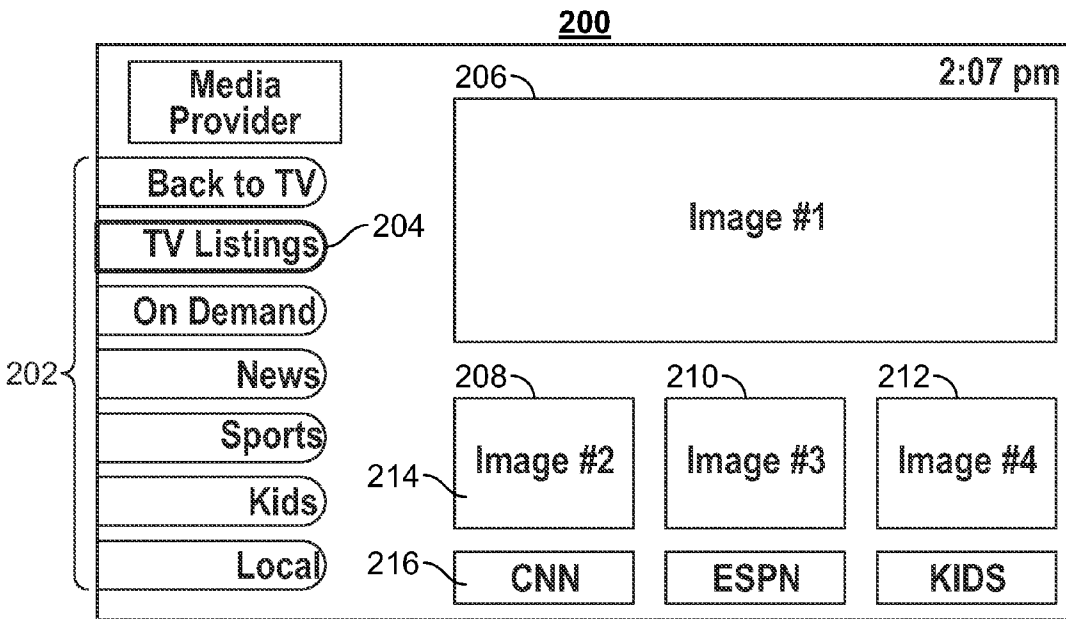 200
Media
Provider
206
2:07 pm
Back to TV
Image #1
TV Listings
204
On Demand
202
News
208
210
212
Sports
Image #2
Image #3
Image #4
214
Kids
Local
216
CNN
ESPN
KIDS